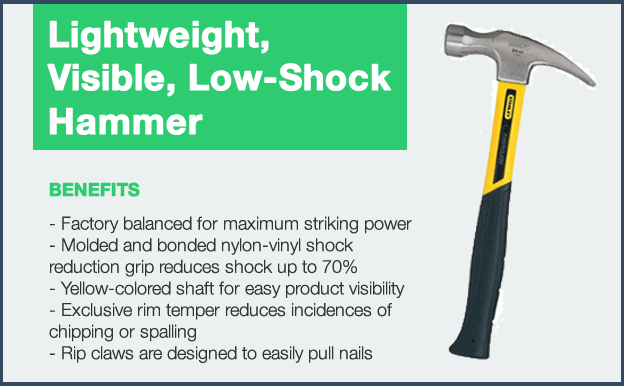 Lightweight,
Visible, Low-Shock
Hammer
BENEFITS
- Factory balanced for maximum striking power
- Molded and bonded nylon-vinyl shock
reduction grip reduces shock up to 70%
- Yellow-colored shaft for easy product visibility
- Exclusive rim temper reduces incidences of
chipping or spalling
- Rip claws are designed to easily pull nails
STANLEY